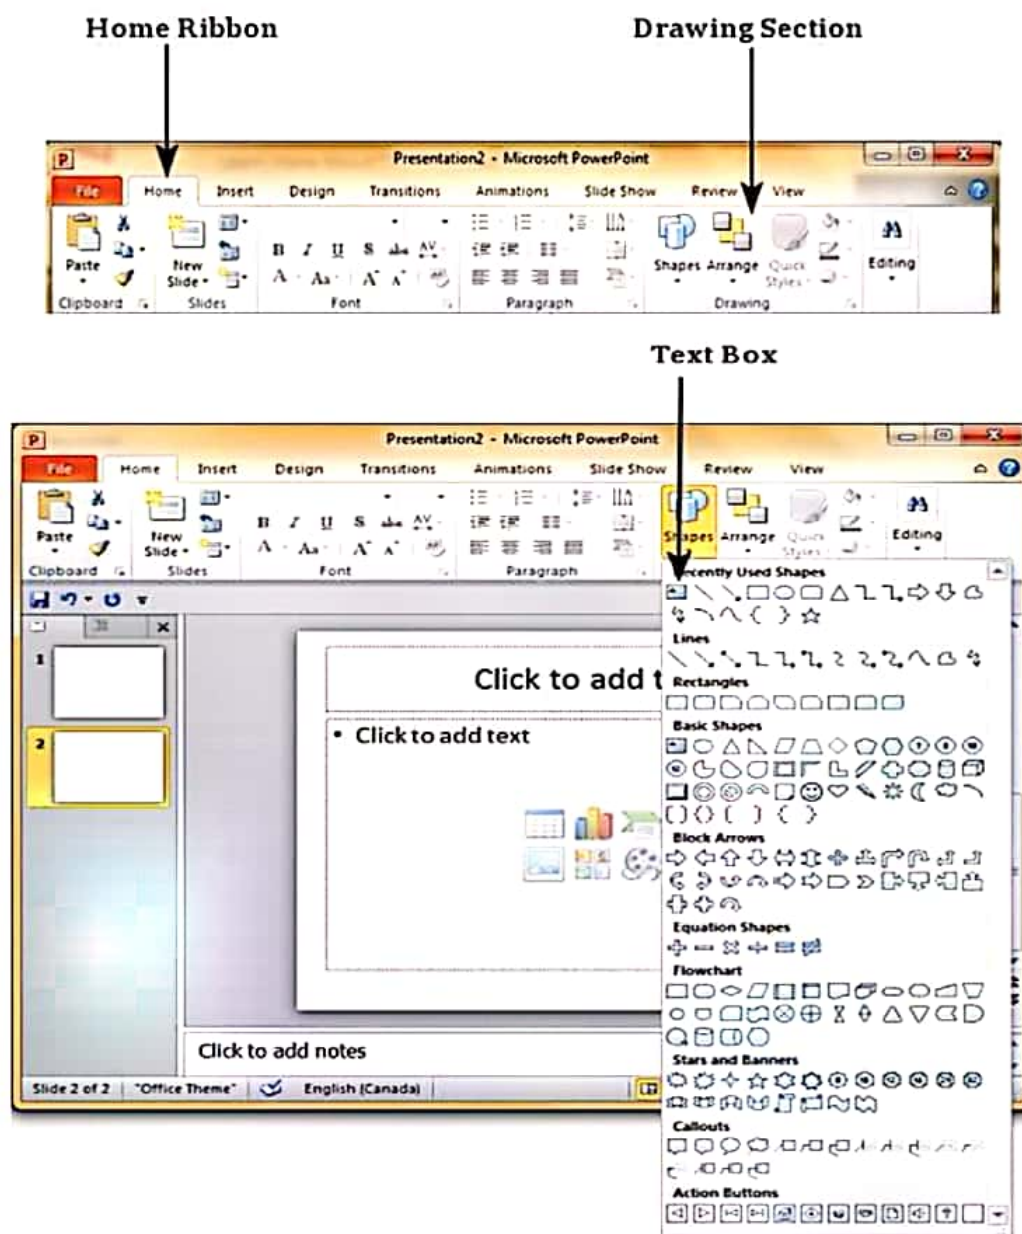 Home Ribbon
Drawing Section
Presentation2 - Microsoft PowerPoint
File Home Insert Design Transitions Animations Slide Show Review View
Paste
New Slide
Shapes Arrange Quick Styles
Editing
Clipboard Slides Font Paragraph Drawing
Text Box
Presentation2 - Microsoft PowerPoint
File Home Insert Design Transitions Animations Slide Show Review View
Paste
New Slide
Shapes Arrange Quick Styles
Editing
Clipboard Slides Font Paragraph
Recently Used Shapes
Lines
Rectangles
Basic Shapes
Block Arrows
Equation Shapes
Flowchart
Stars and Banners
Callouts
Action Buttons
1
2
Click to add t
• Click to add text
Click to add notes
Slide 2 of 2 "Office Theme" English (Canada)